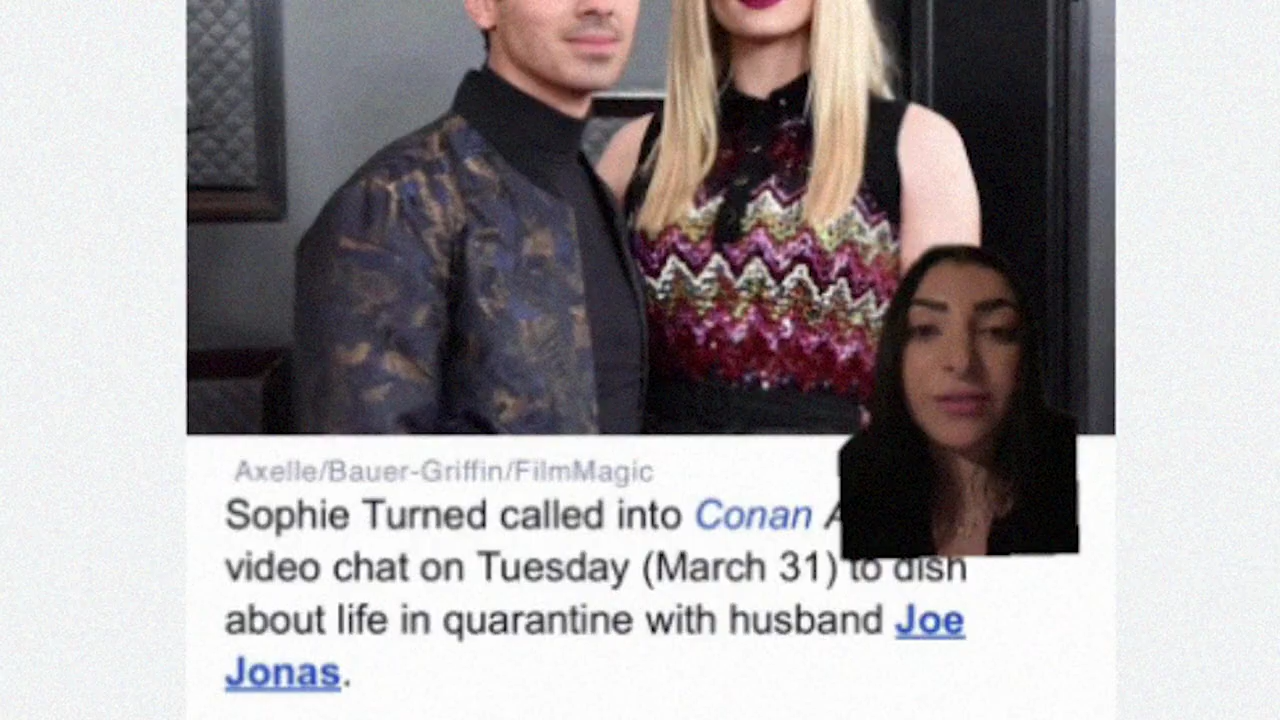 Axelle/Bauer-Griffin/FilmMagic
Sophie Turned called into Conan
video chat on Tuesday (March 31) to dish
about life in quarantine with husband Joe
Jonas.